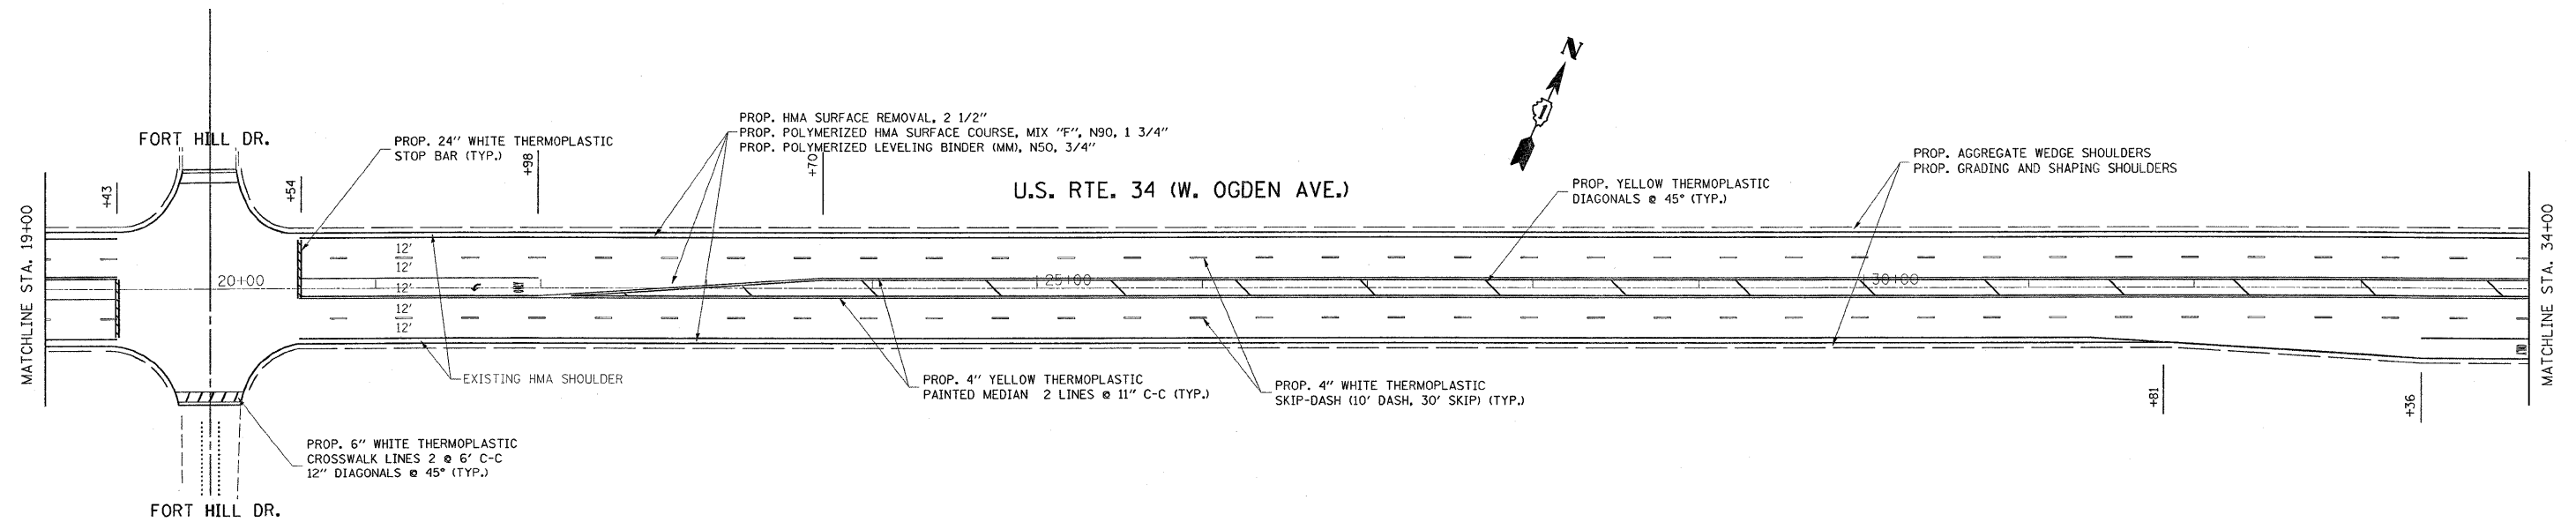 N
FORT HILL DR.
PROP. 24" WHITE THERMOPLASTIC
STOP BAR (TYP.)
PROP. HMA SURFACE REMOVAL, 2 1/2"
PROP. POLYMERIZED HMA SURFACE COURSE, MIX "F", N90, 1 3/4"
PROP. POLYMERIZED LEVELING BINDER (MM), N50, 3/4"
PROP. AGGREGATE WEDGE SHOULDERS
PROP. GRADING AND SHAPING SHOULDERS
+43
+54
+98
+70
U.S. RTE. 34 (W. OGDEN AVE.)
PROP. YELLOW THERMOPLASTIC
DIAGONALS @ 45° (TYP.)
MATCHLINE STA. 19+00
MATCHLINE STA. 34+00
12'
12'
12'
12'
12'
20+00
ONLY
25+00
30+00
EXISTING HMA SHOULDER
PROP. 4" YELLOW THERMOPLASTIC
PAINTED MEDIAN 2 LINES @ 11" C-C (TYP.)
PROP. 4" WHITE THERMOPLASTIC
SKIP-DASH (10' DASH, 30' SKIP) (TYP.)
+81
+36
PROP. 6" WHITE THERMOPLASTIC
CROSSWALK LINES 2 @ 6' C-C
12" DIAGONALS @ 45° (TYP.)
FORT HILL DR.